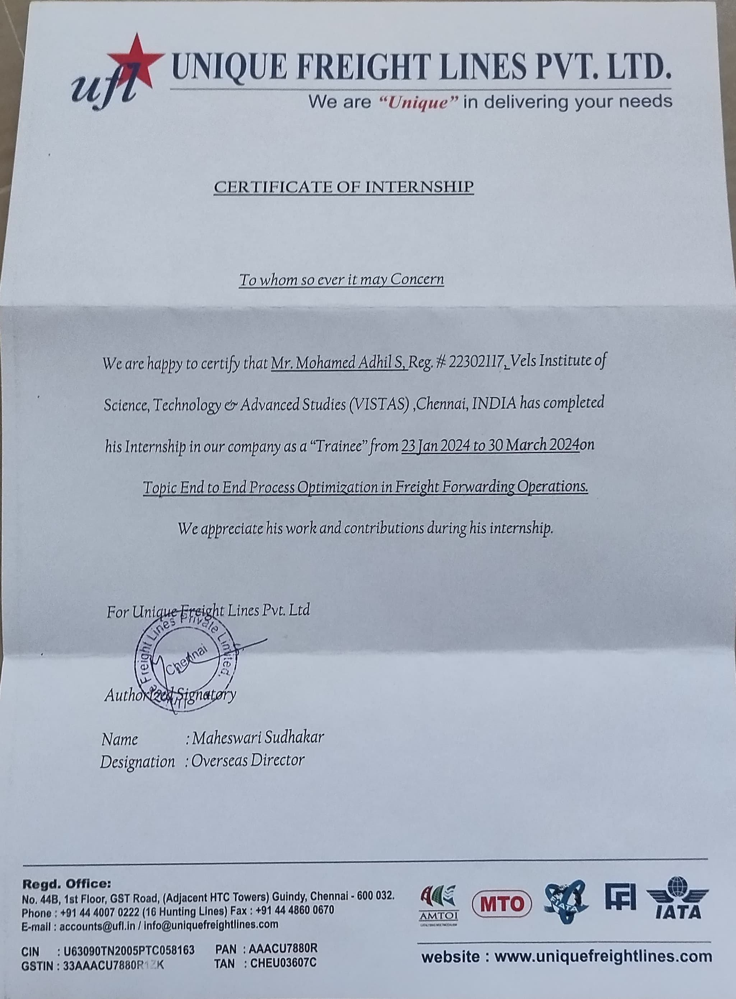 ufl UNIQUE FREIGHT LINES PVT. LTD.
We are “Unique” in delivering your needs
CERTIFICATE OF INTERNSHIP
To whom so ever it may Concern
We are happy to certify that Mr. Mohamed Adhil S, Reg. # 22302117, Vels Institute of
Science, Technology & Advanced Studies (VISTAS) ,Chennai, INDIA has completed
his Internship in our company as a “Trainee” from 23 Jan 2024 to 30 March 2024on
Topic End to End Process Optimization in Freight Forwarding Operations.
We appreciate his work and contributions during his internship.
For Unique Freight Lines Pvt. Ltd
Unique Freight Lines Private Limited.
Chennai
Authorized Signatory
Name : Maheswari Sudhakar
Designation : Overseas Director
Regd. Office:
No. 44B, 1st Floor, GST Road, (Adjacent HTC Towers) Guindy, Chennai - 600 032.
Phone : +91 44 4007 0222 (16 Hunting Lines) Fax : +91 44 4860 0670
E-mail : accounts@ufl.in / info@uniquefreightlines.com
CIN : U63090TN2005PTC058163 PAN : AAACU7880R
GSTIN : 33AAACU7880R1ZK TAN : CHEU03607C
AMTOI
MTO
FIATA
FFFI
IATA
website : www.uniquefreightlines.com